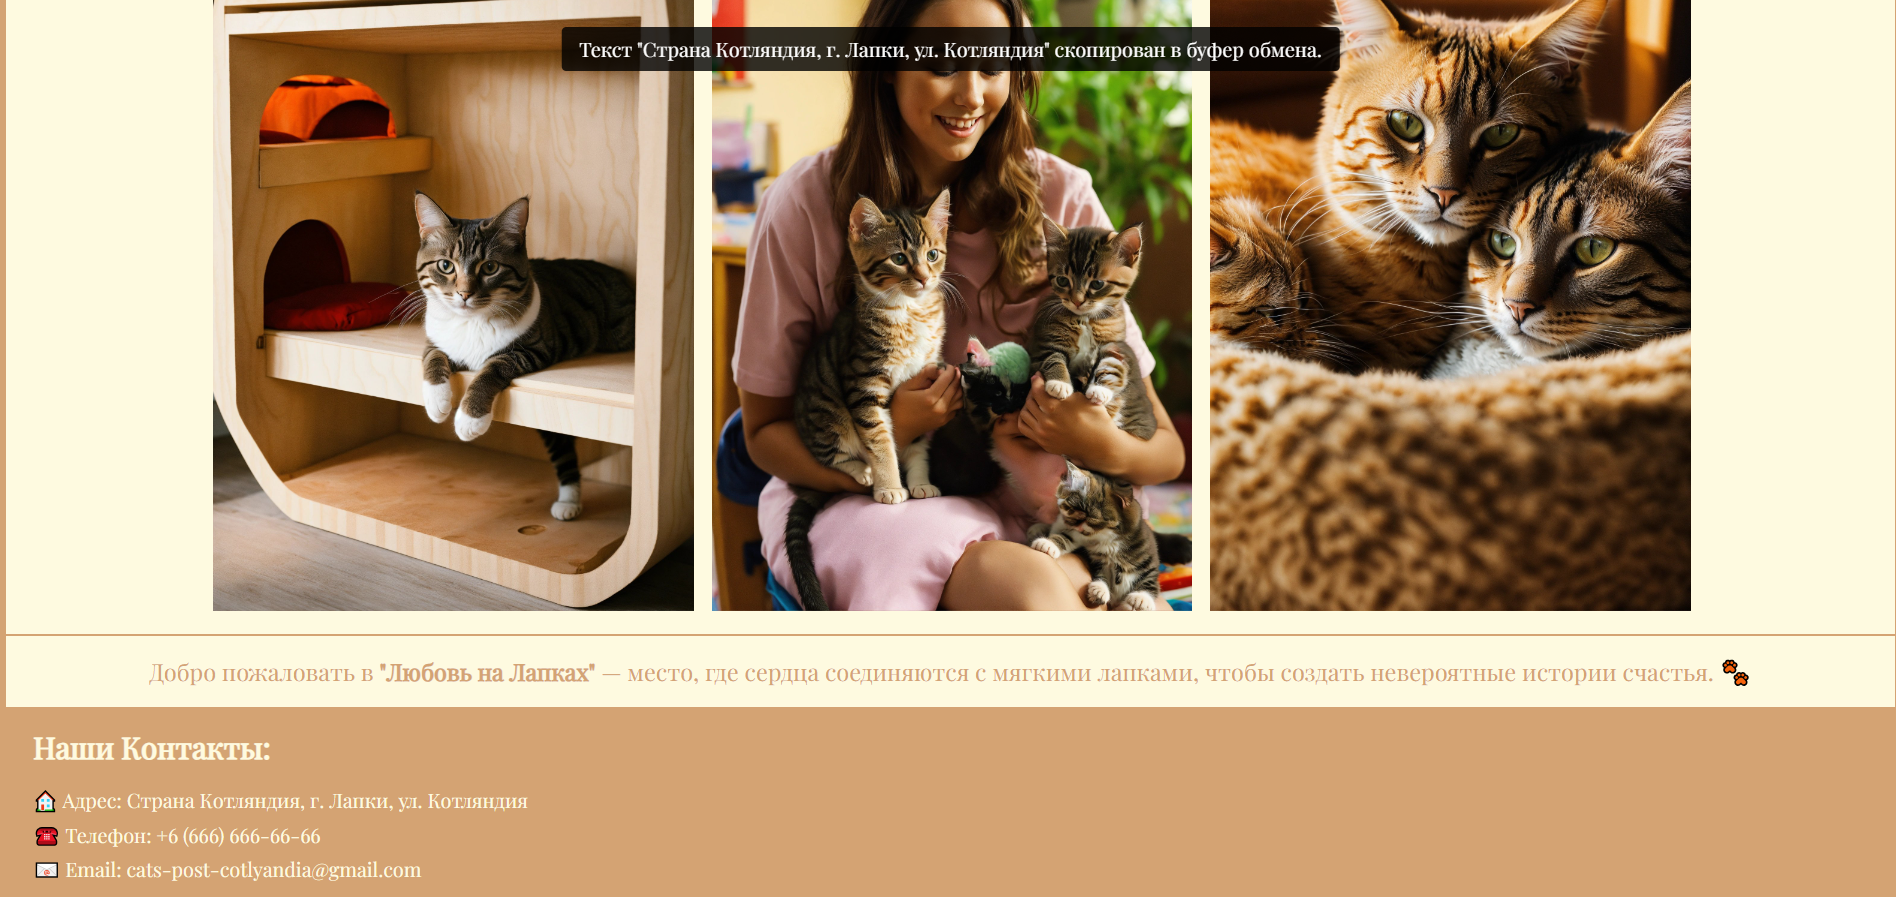 Текст "Страна Котляндия, г. Лапки, ул. Котляндия" скопирован в буфер обмена.
Добро пожаловать в "Любовь на Лапках" — место, где сердца соединяются с мягкими лапками, чтобы создать невероятные истории счастья.
Наши Контакты:
Адрес: Страна Котляндия, г. Лапки, ул. Котляндия
Телефон: +6 (666) 666-66-66
Email: cats-post-cotlyandia@gmail.com